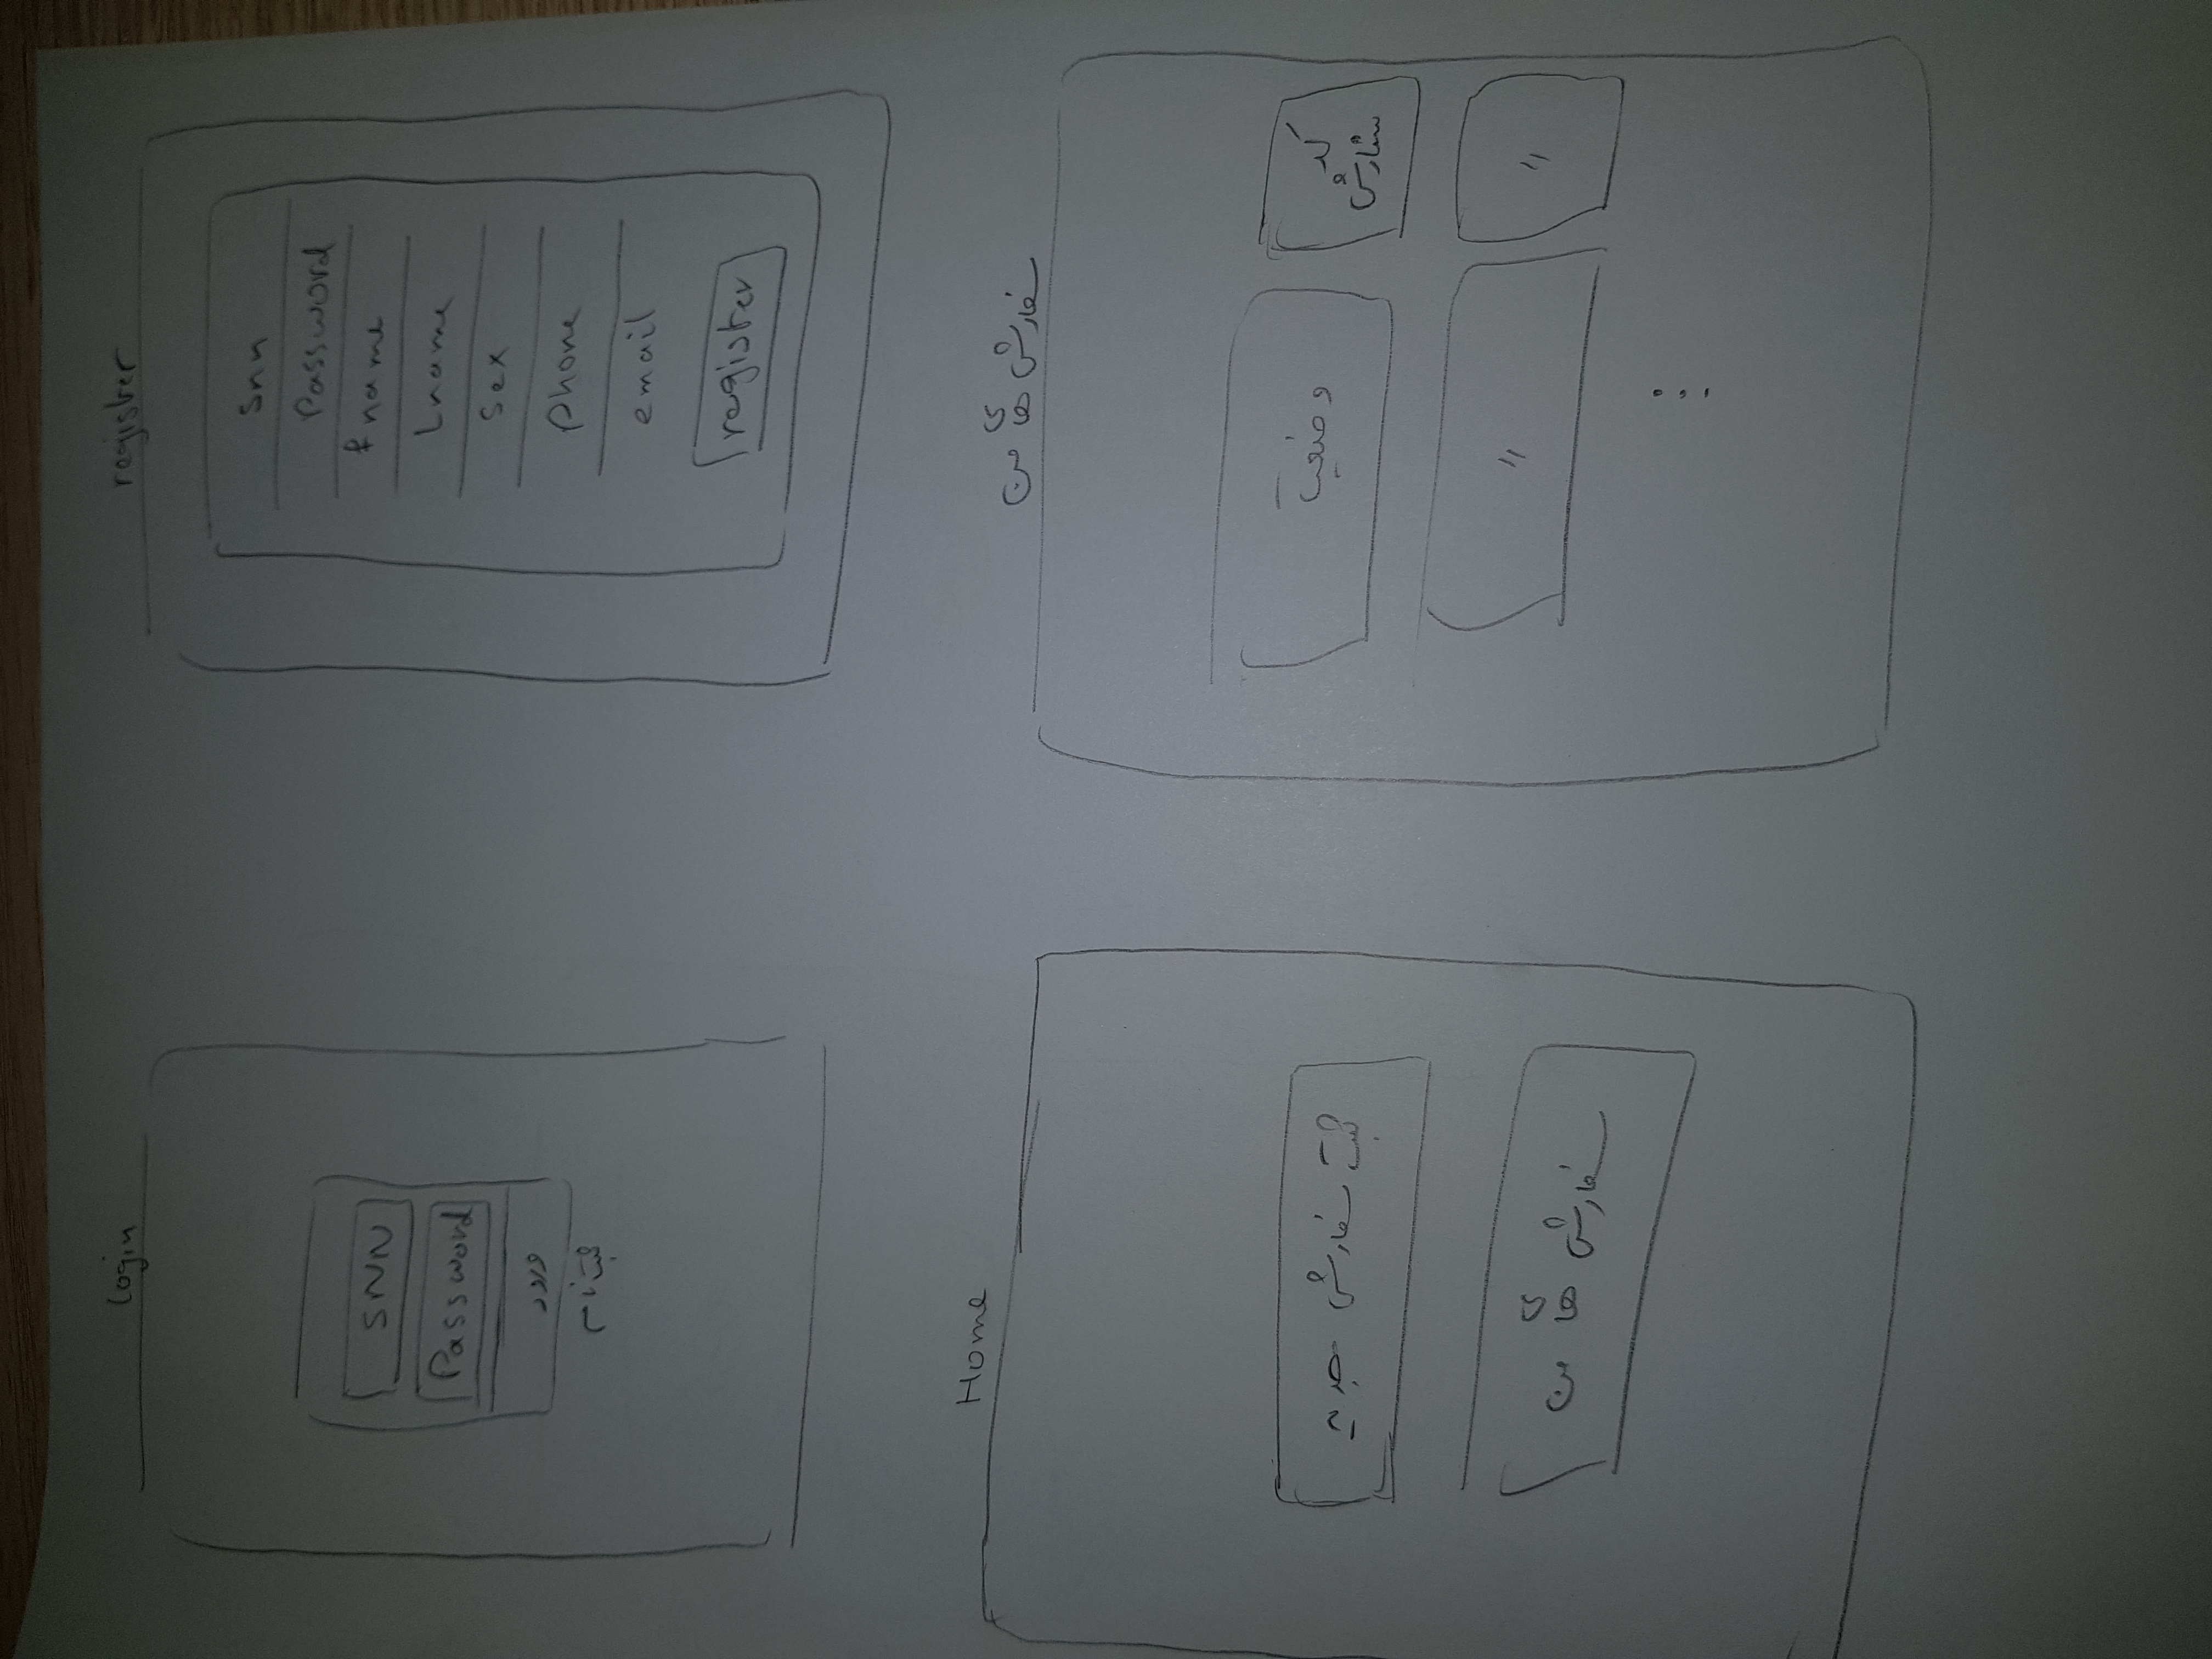 login
SNN
Password
ورود
ثبت نام
register
Snn
Password
fname
Lname
Sex
phone
email
register
Home
ثبت سفارش جدید
سفارش های من
سفارش های من
کد
سفارش
وضعیت
"
"